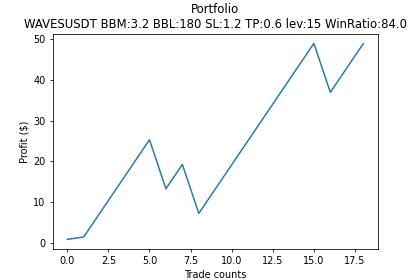 Portfolio
WAVESUSDT BBM:3.2 BBL:180 SL:1.2 TP:0.6 lev:15 WinRatio:84.0
50
40
30
20
10
0
Profit ($)
0.0 2.5 5.0 7.5 10.0 12.5 15.0 17.5
Trade counts